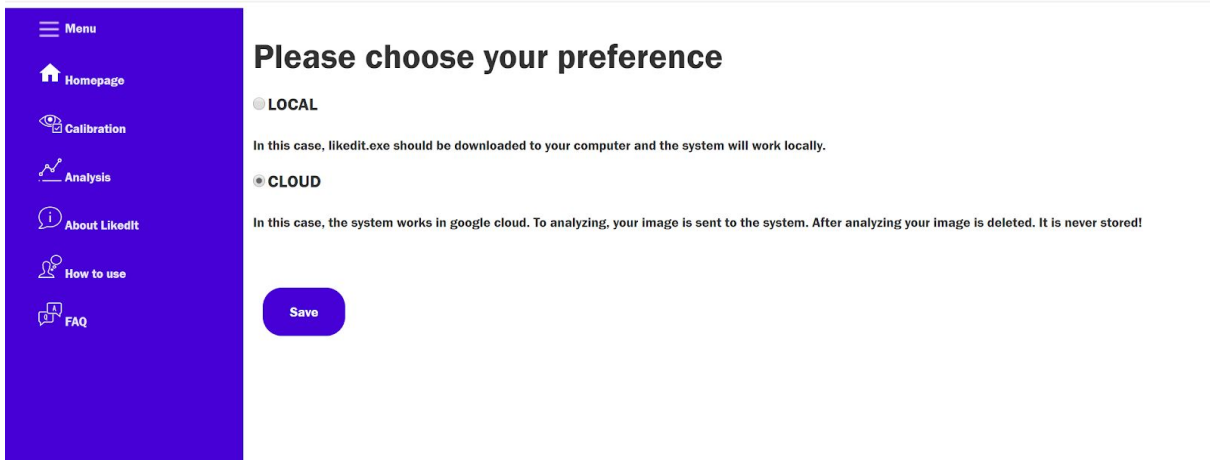 Menu
Homepage
Calibration
Analysis
About LikedIt
How to use
FAQ
Please choose your preference
LOCAL
In this case, likedit.exe should be downloaded to your computer and the system will work locally.
CLOUD
In this case, the system works in google cloud. To analyzing, your image is sent to the system. After analyzing your image is deleted. It is never stored!
Save